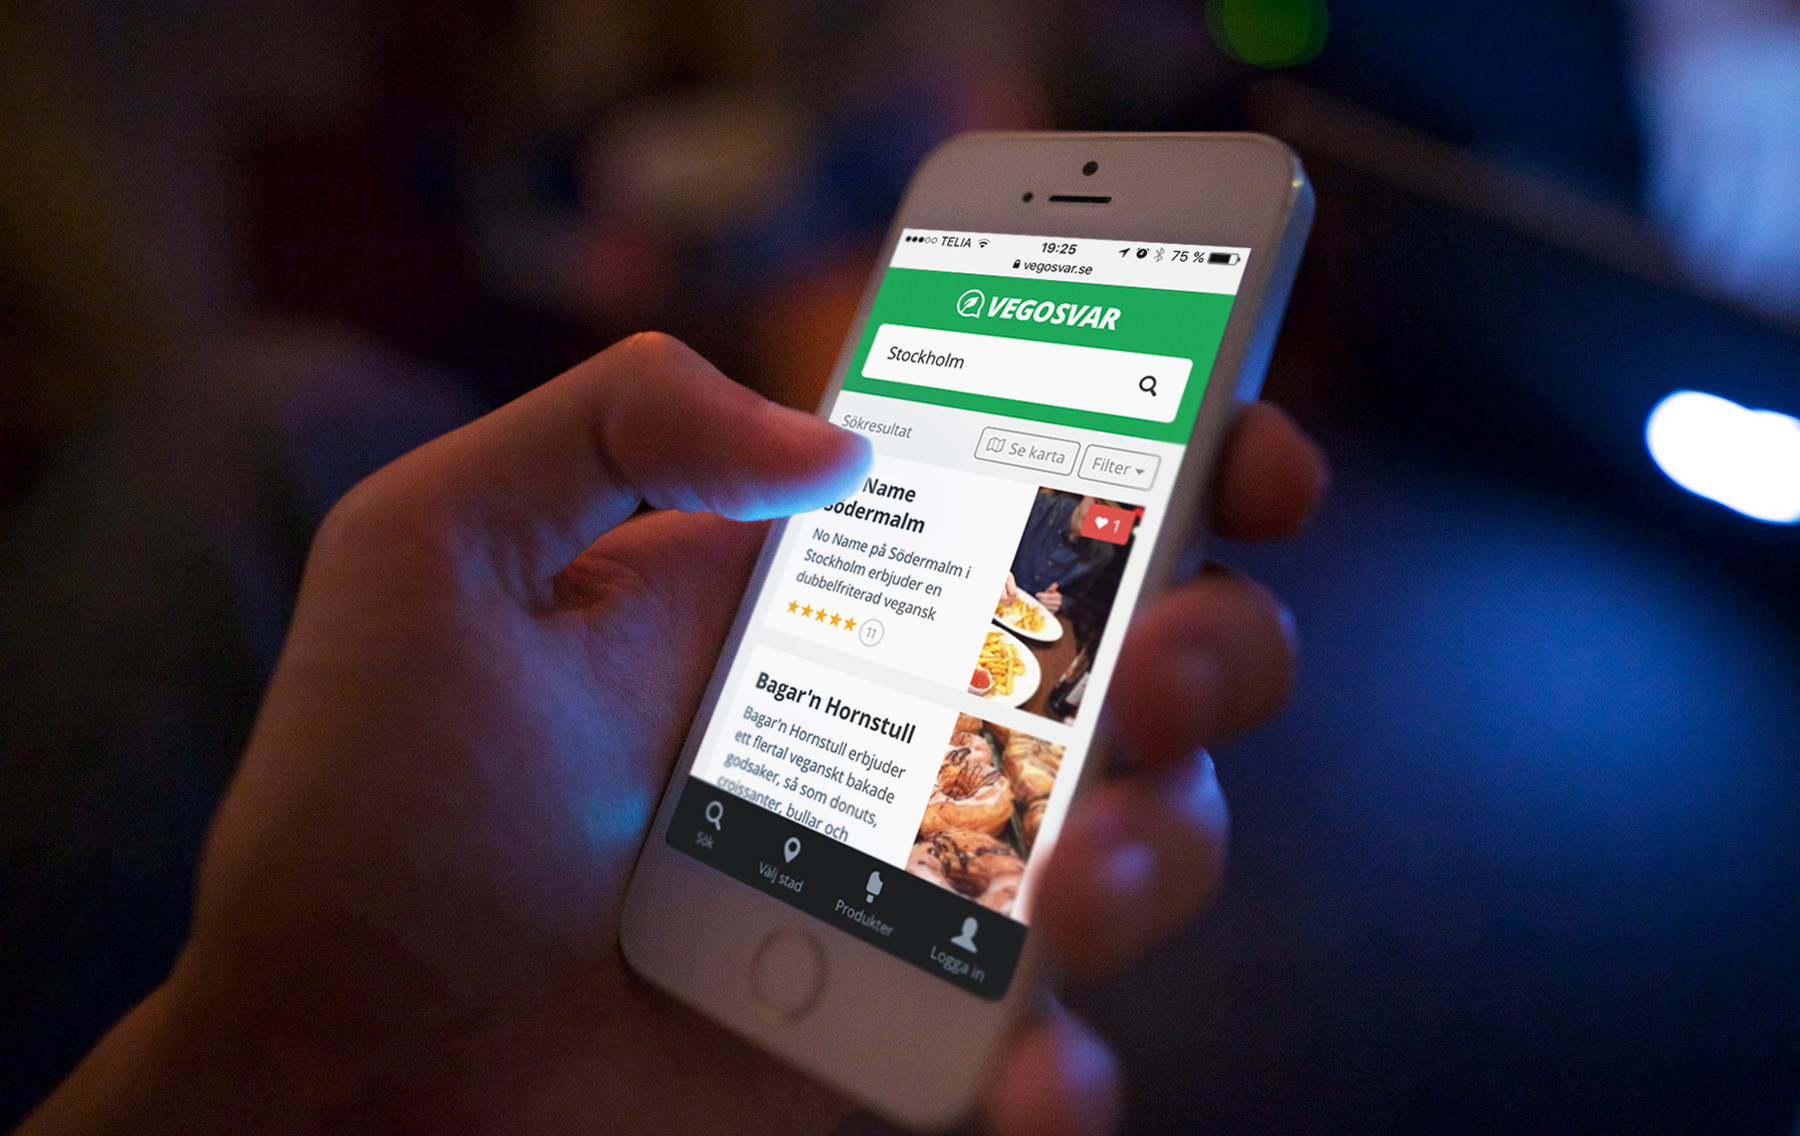 TELIA 19:25 75 %
vegosvar.se
VEGOSVAR
Stockholm
Sökresultat Se karta Filter
Name
Södermalm
No Name på Södermalm i
Stockholm erbjuder en
dubbelfriterad vegansk
11
1
Bagar'n Hornstull
Bagar'n Hornstull erbjuder
ett flertal veganskt bakade
godsaker, så som donuts,
croissanter, bullar och
Sök
Välj stad
Produkter
Logga in